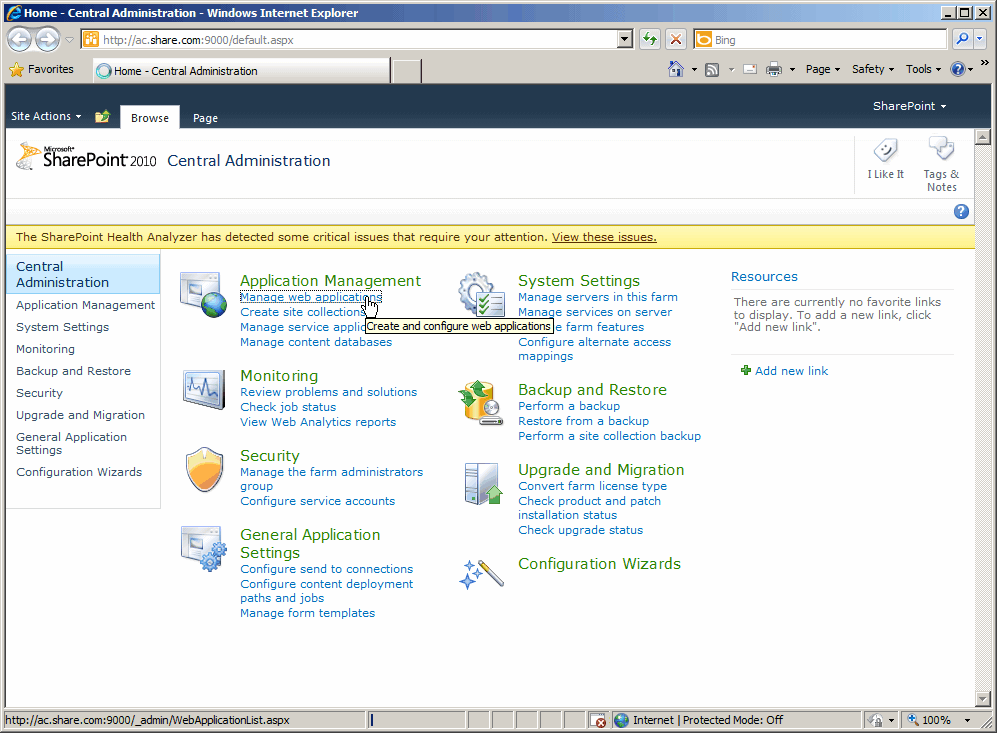 Home - Central Administration - Windows Internet Explorer
http://ac.share.com:9000/default.aspx
Bing
Favorites
Home - Central Administration
Page
Safety
Tools
Site Actions
Browse
Page
SharePoint
Microsoft®
SharePoint 2010
Central Administration
I Like It
Tags &
Notes
The SharePoint Health Analyzer has detected some critical issues that require your attention. View these issues.
Central
Administration
Application Management
System Settings
Monitoring
Backup and Restore
Security
Upgrade and Migration
General Application
Settings
Configuration Wizards
Application Management
Manage web applications
Create site collections
Manage service applic
Create and configure web applications
Manage content databases
Monitoring
Review problems and solutions
Check job status
View Web Analytics reports
Security
Manage the farm administrators
group
Configure service accounts
General Application
Settings
Configure send to connections
Configure content deployment
paths and jobs
Manage form templates
System Settings
Manage servers in this farm
Manage services on server
e farm features
Configure alternate access
mappings
Backup and Restore
Perform a backup
Restore from a backup
Perform a site collection backup
Upgrade and Migration
Convert farm license type
Check product and patch
installation status
Check upgrade status
Configuration Wizards
Resources
There are currently no favorite links
to display. To add a new link, click
"Add new link".
Add new link
http://ac.share.com:9000/_admin/WebApplicationList.aspx
Internet | Protected Mode: Off
100%